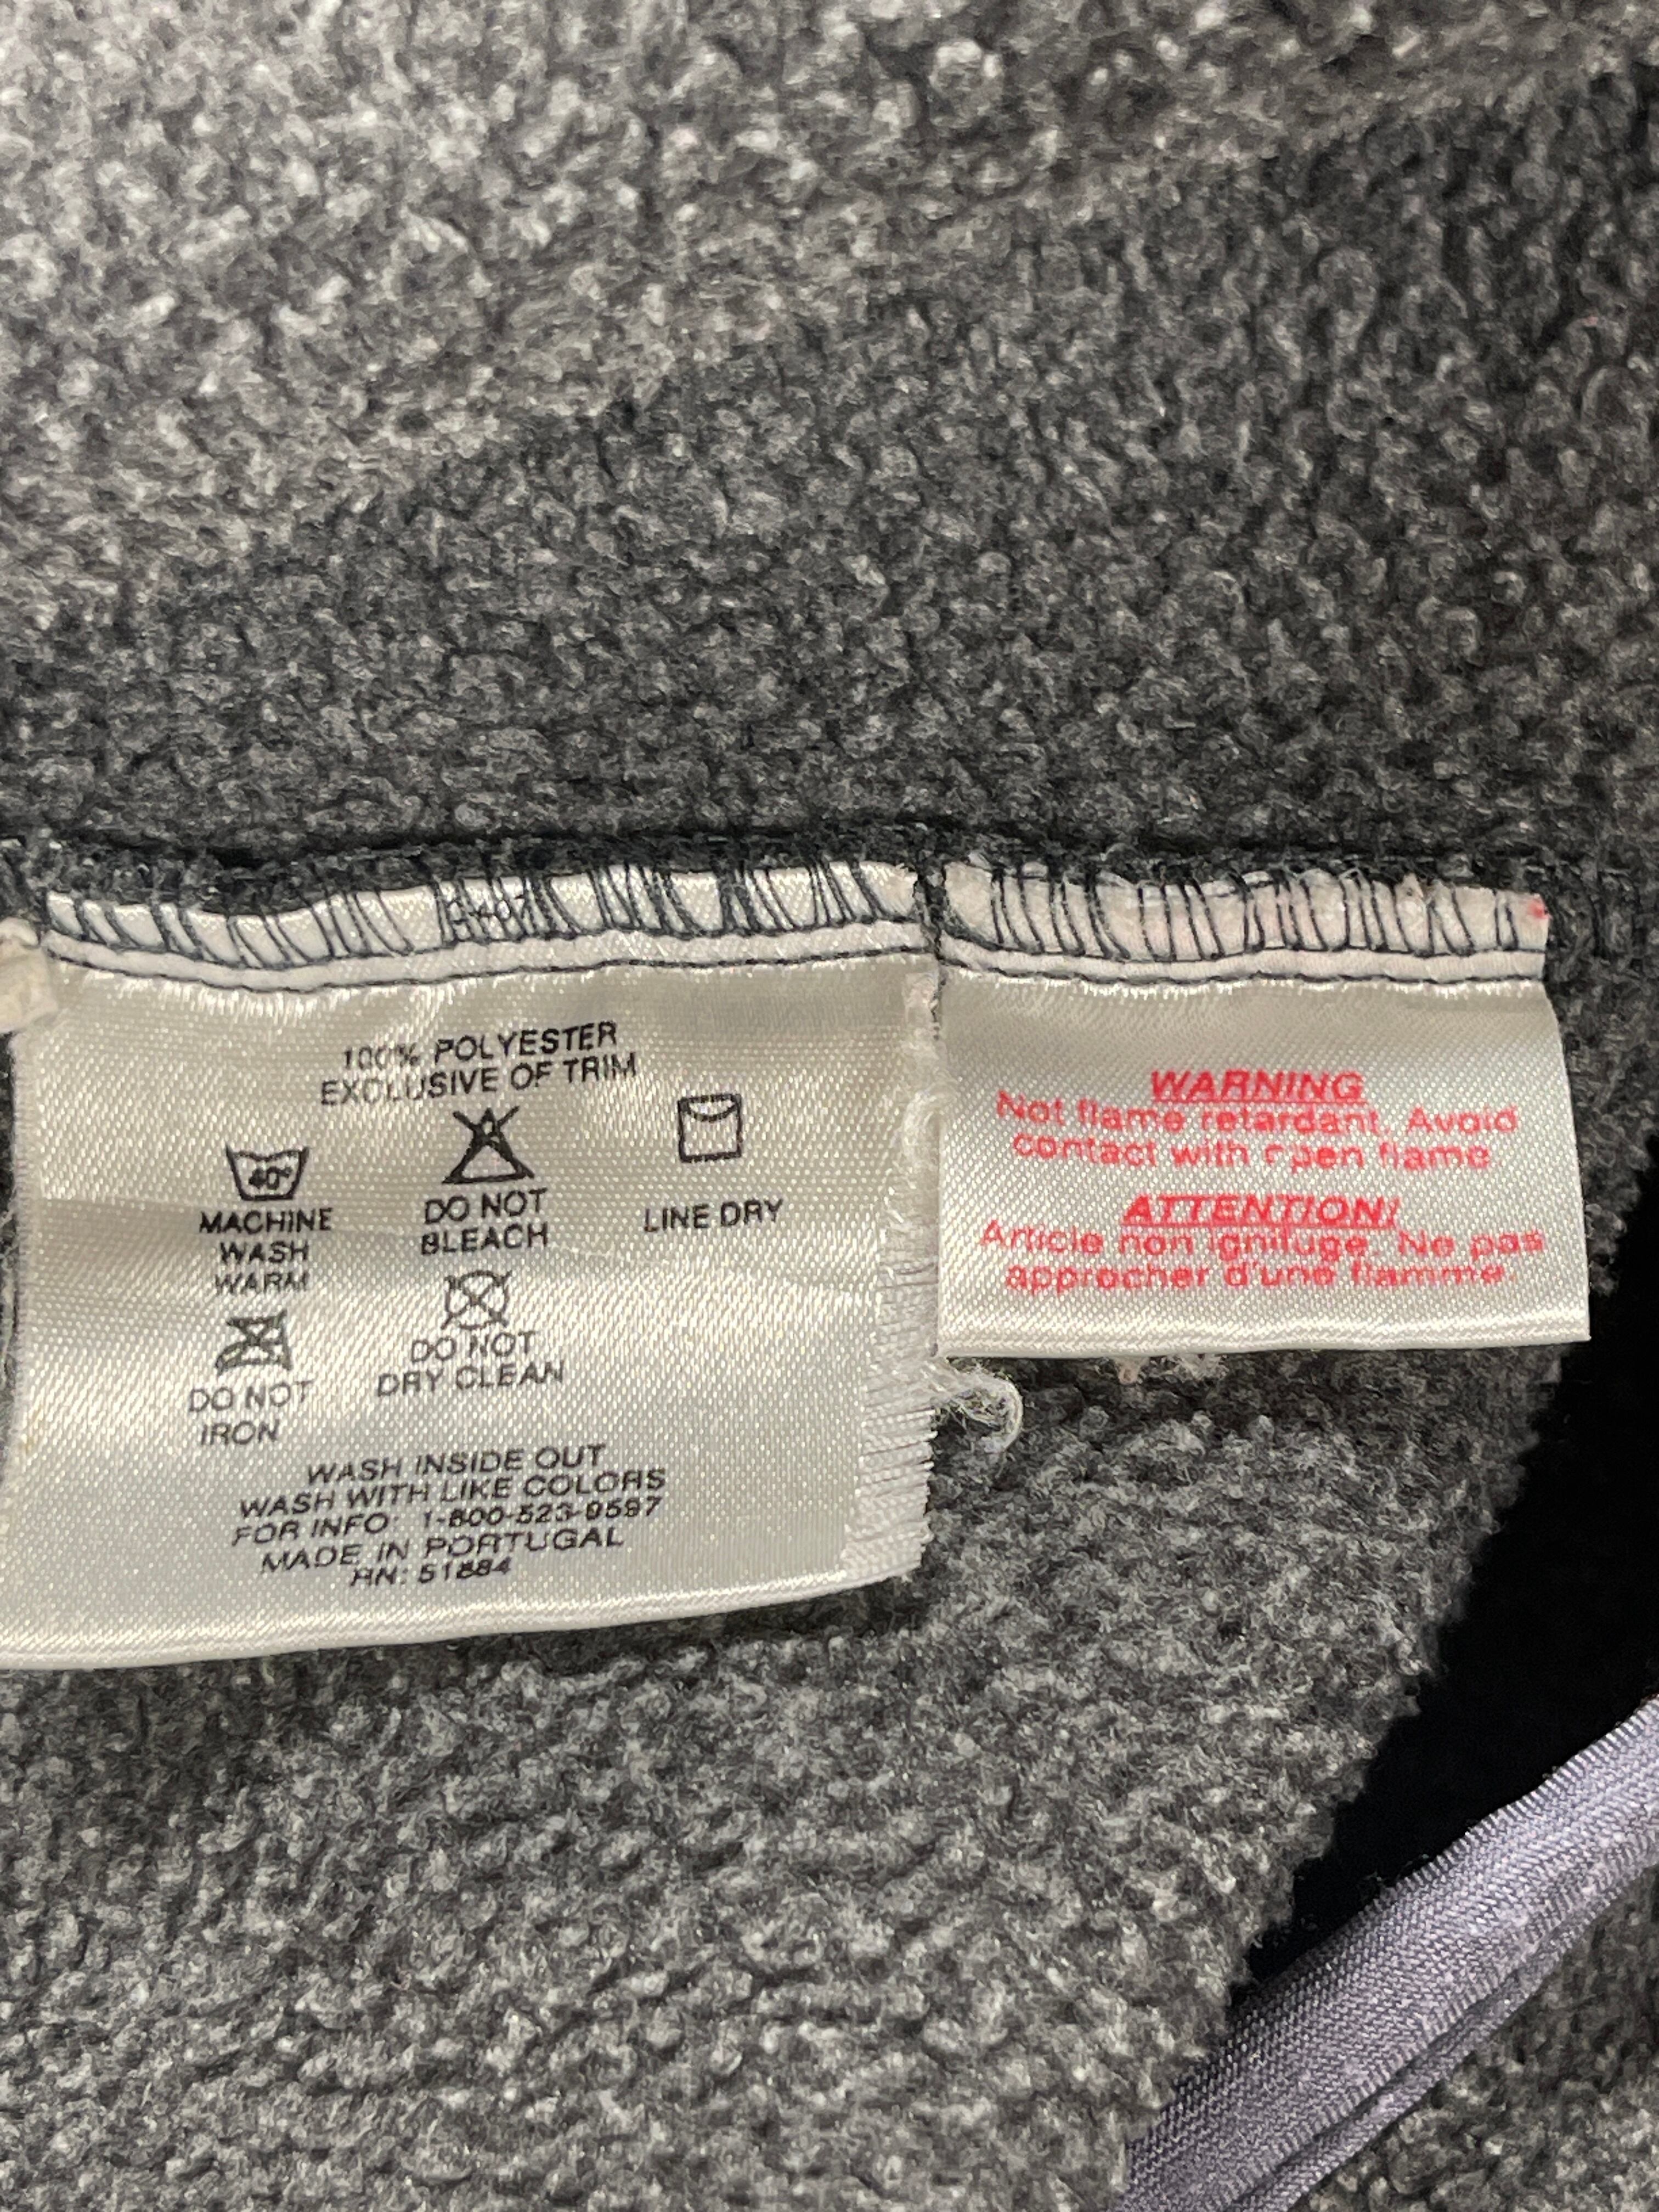 100% POLYESTER
EXCLUSIVE OF TRIM
40°
MACHINE
WASH
WARM
DO NOT
BLEACH
LINE DRY
DO NOT
IRON
DO NOT
DRY CLEAN
WASH INSIDE OUT
WASH WITH LIKE COLORS
FOR INFO: 1-800-523-9597
MADE IN PORTUGAL
RN: 51884
WARNING
Not flame retardant. Avoid
contact with open flame
ATTENTION!
Article non ignifuge. Ne pas
approcher d'une flamme.